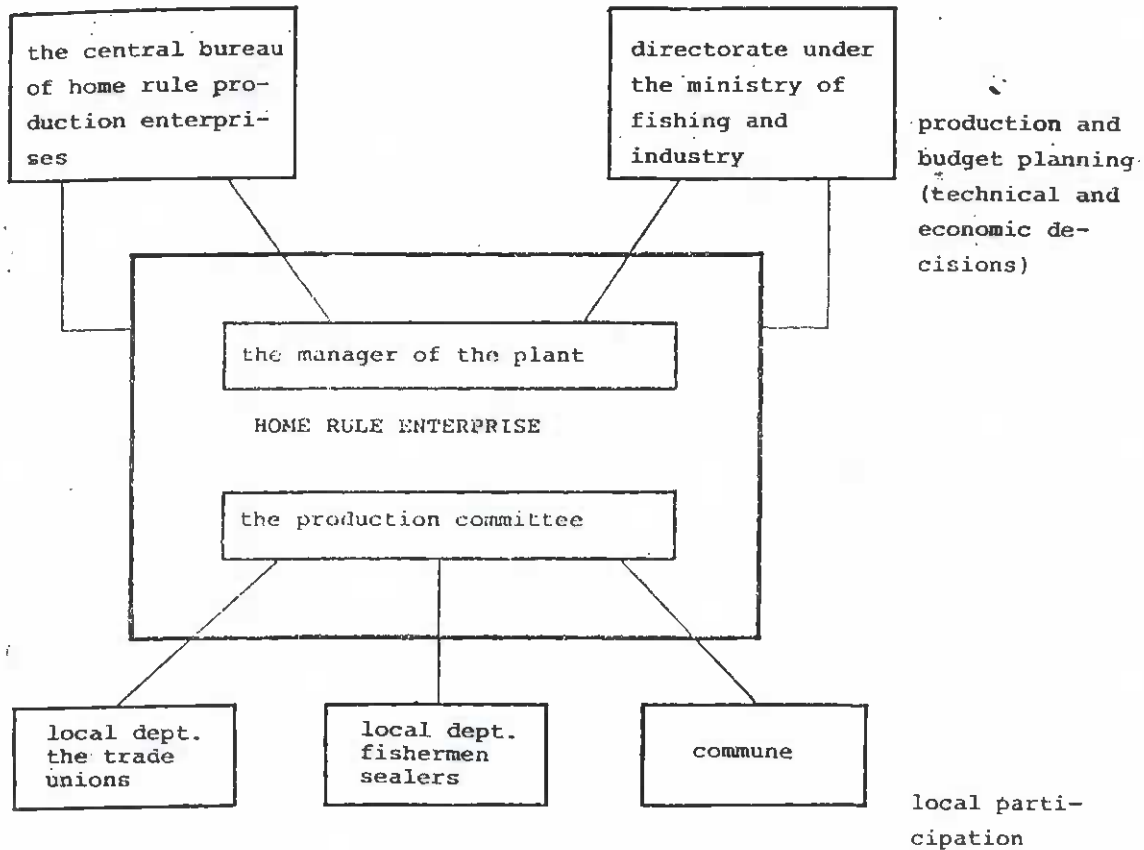 the central bureau
of home rule pro-
duction enterpri-
ses
directorate under
the ministry of
fishing and
industry
production and
budget planning
(technical and
economic de-
cisions)
the manager of the plant
HOME RULE ENTERPRISE
the production committee
local dept.
the trade
unions
local dept.
fishermen
sealers
commune
local parti-
cipation